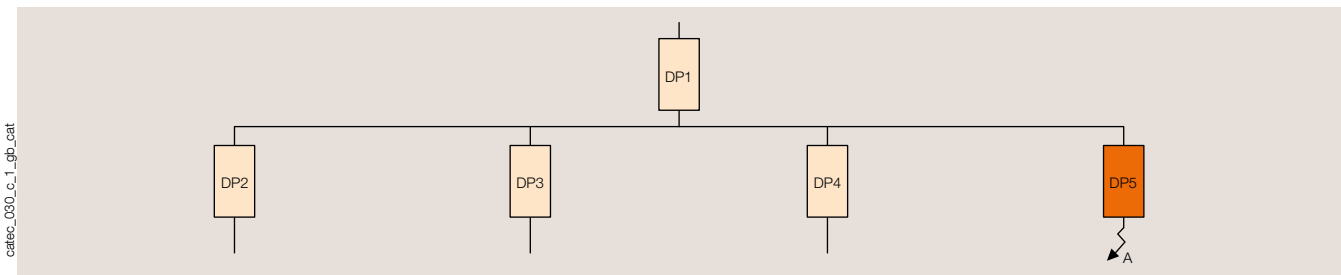 catec_030_c_1_gb_cat
DP1
DP2
DP3
DP4
DP5
A